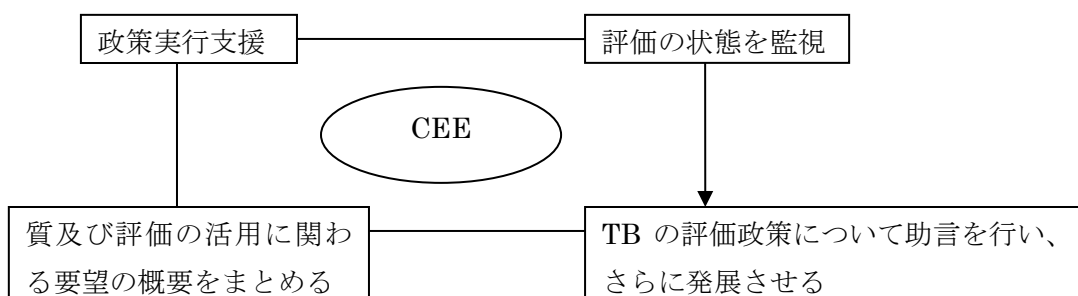 政策実行支援
評価の状態を監視
CEE
質及び評価の活用に関わ
る要望の概要をまとめる
TB の評価政策について助言を行い、
さらに発展させる